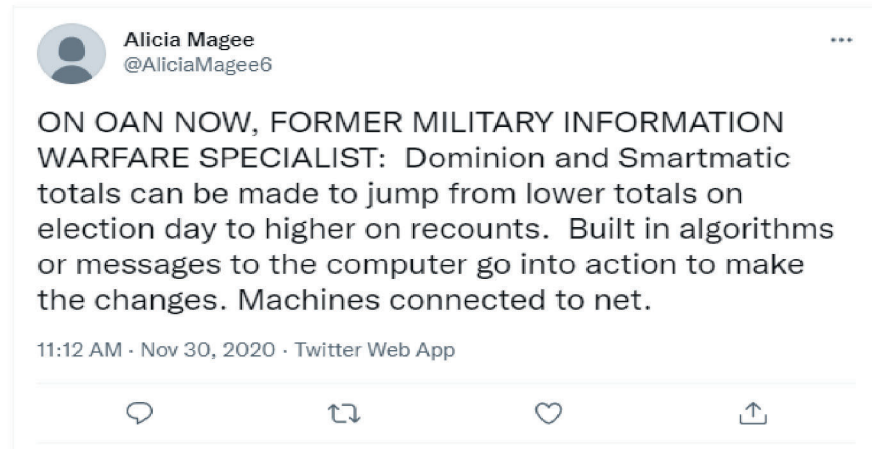 Alicia Magee
@AliciaMagee6
ON OAN NOW, FORMER MILITARY INFORMATION
WARFARE SPECIALIST:  Dominion and Smartmatic
totals can be made to jump from lower totals on
election day to higher on recounts.  Built in algorithms
or messages to the computer go into action to make
the changes. Machines connected to net.
11:12 AM · Nov 30, 2020 · Twitter Web App